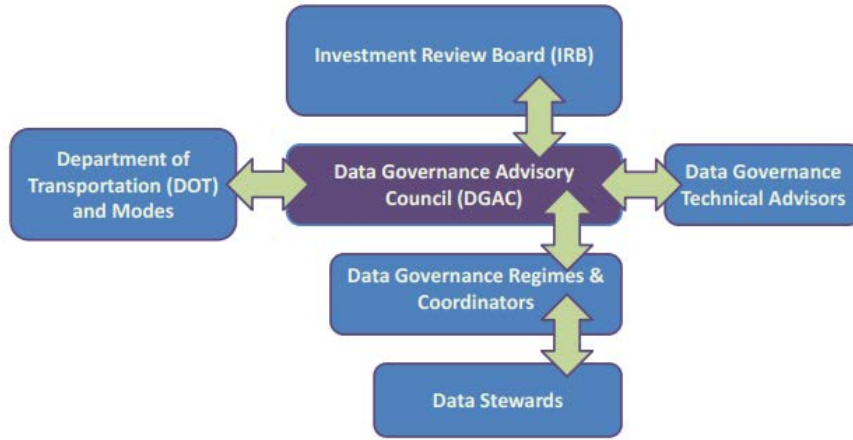 Investment Review Board (IRB)
Department of
Transportation (DOT)
and Modes
Data Governance Advisory
Council (DGAC)
Data Governance
Technical Advisors
Data Governance Regimes &
Coordinators
Data Stewards